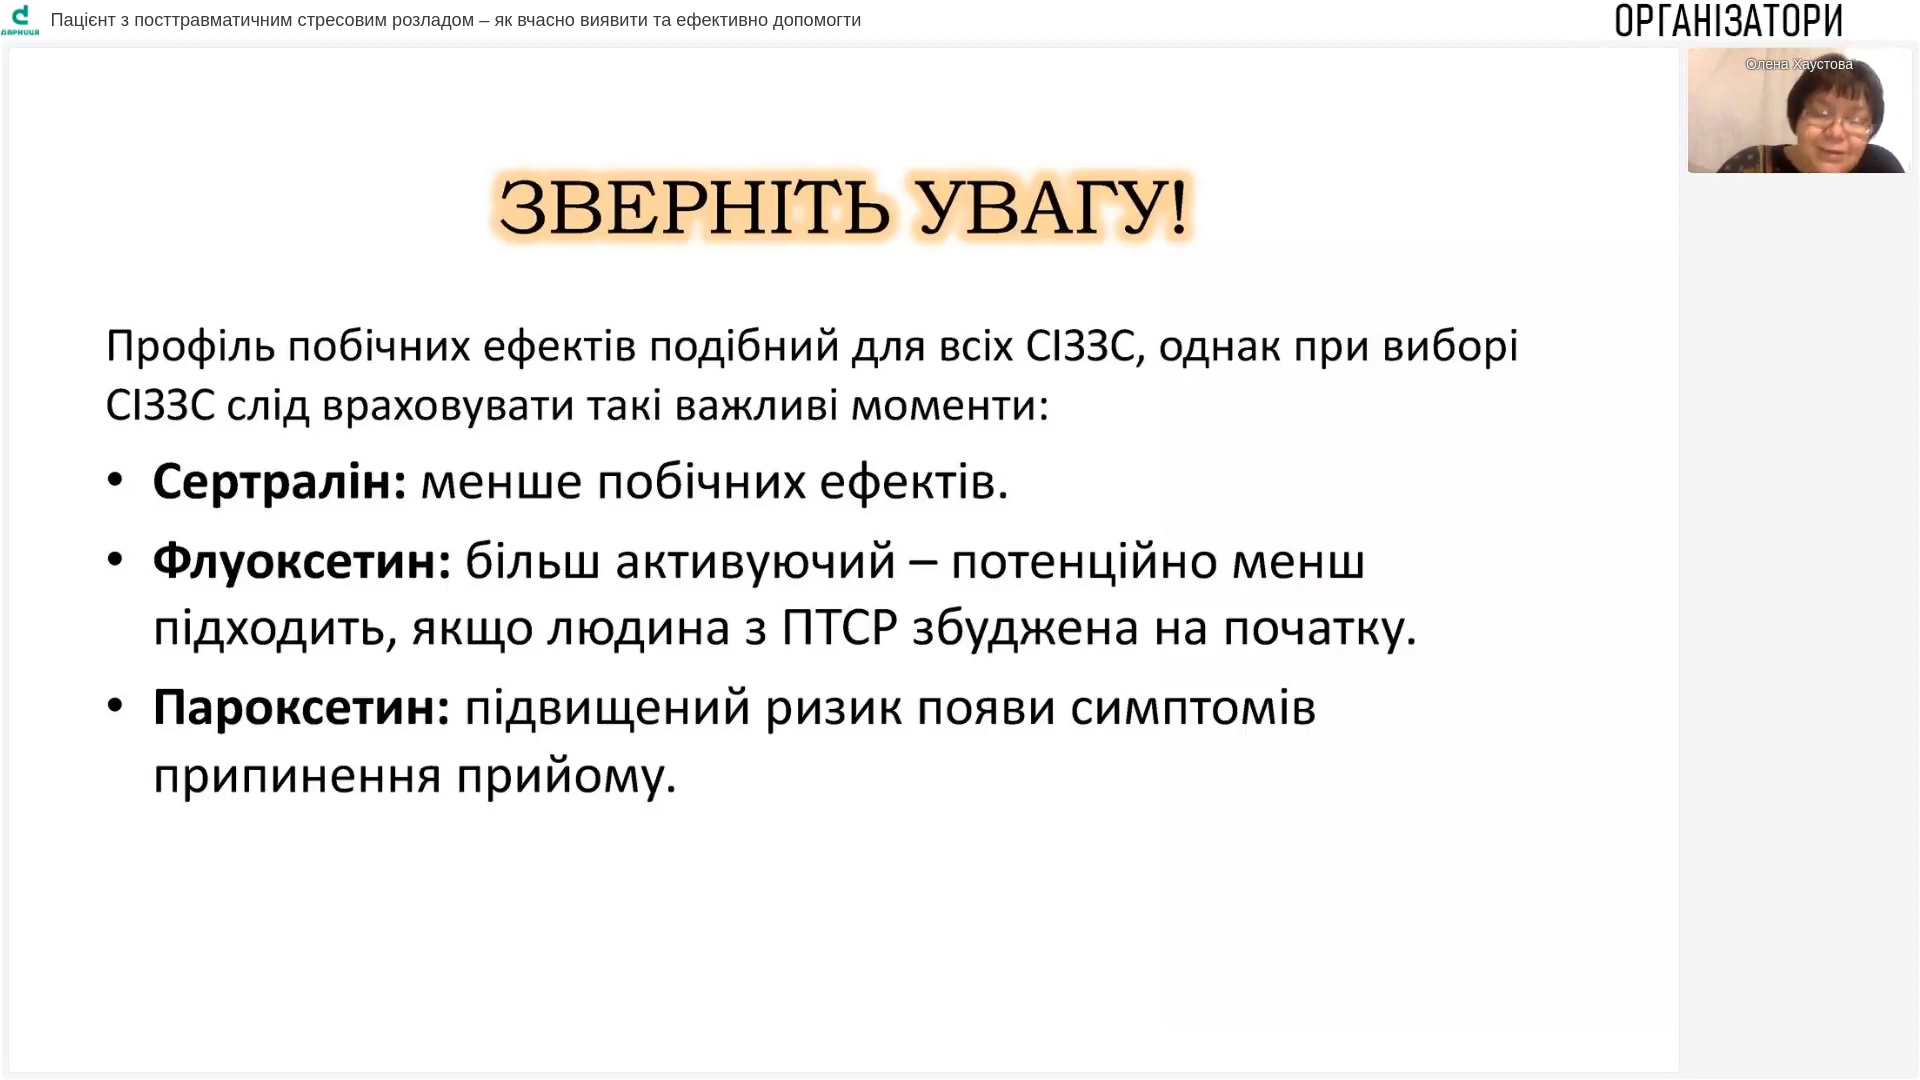 ДАРНИЦЯ
Пацієнт з посттравматичним стресовим розладом – як вчасно виявити та ефективно допомогти
ОРГАНІЗАТОРИ
Олена Хаустова
ЗВЕРНІТЬ УВАГУ!
Профіль побічних ефектів подібний для всіх СІЗЗС, однак при виборі
СІЗЗС слід враховувати такі важливі моменти:
• Сертралін: менше побічних ефектів.
• Флуоксетин: більш активуючий – потенційно менш
підходить, якщо людина з ПТСР збуджена на початку.
• Пароксетин: підвищений ризик появи симптомів
припинення прийому.